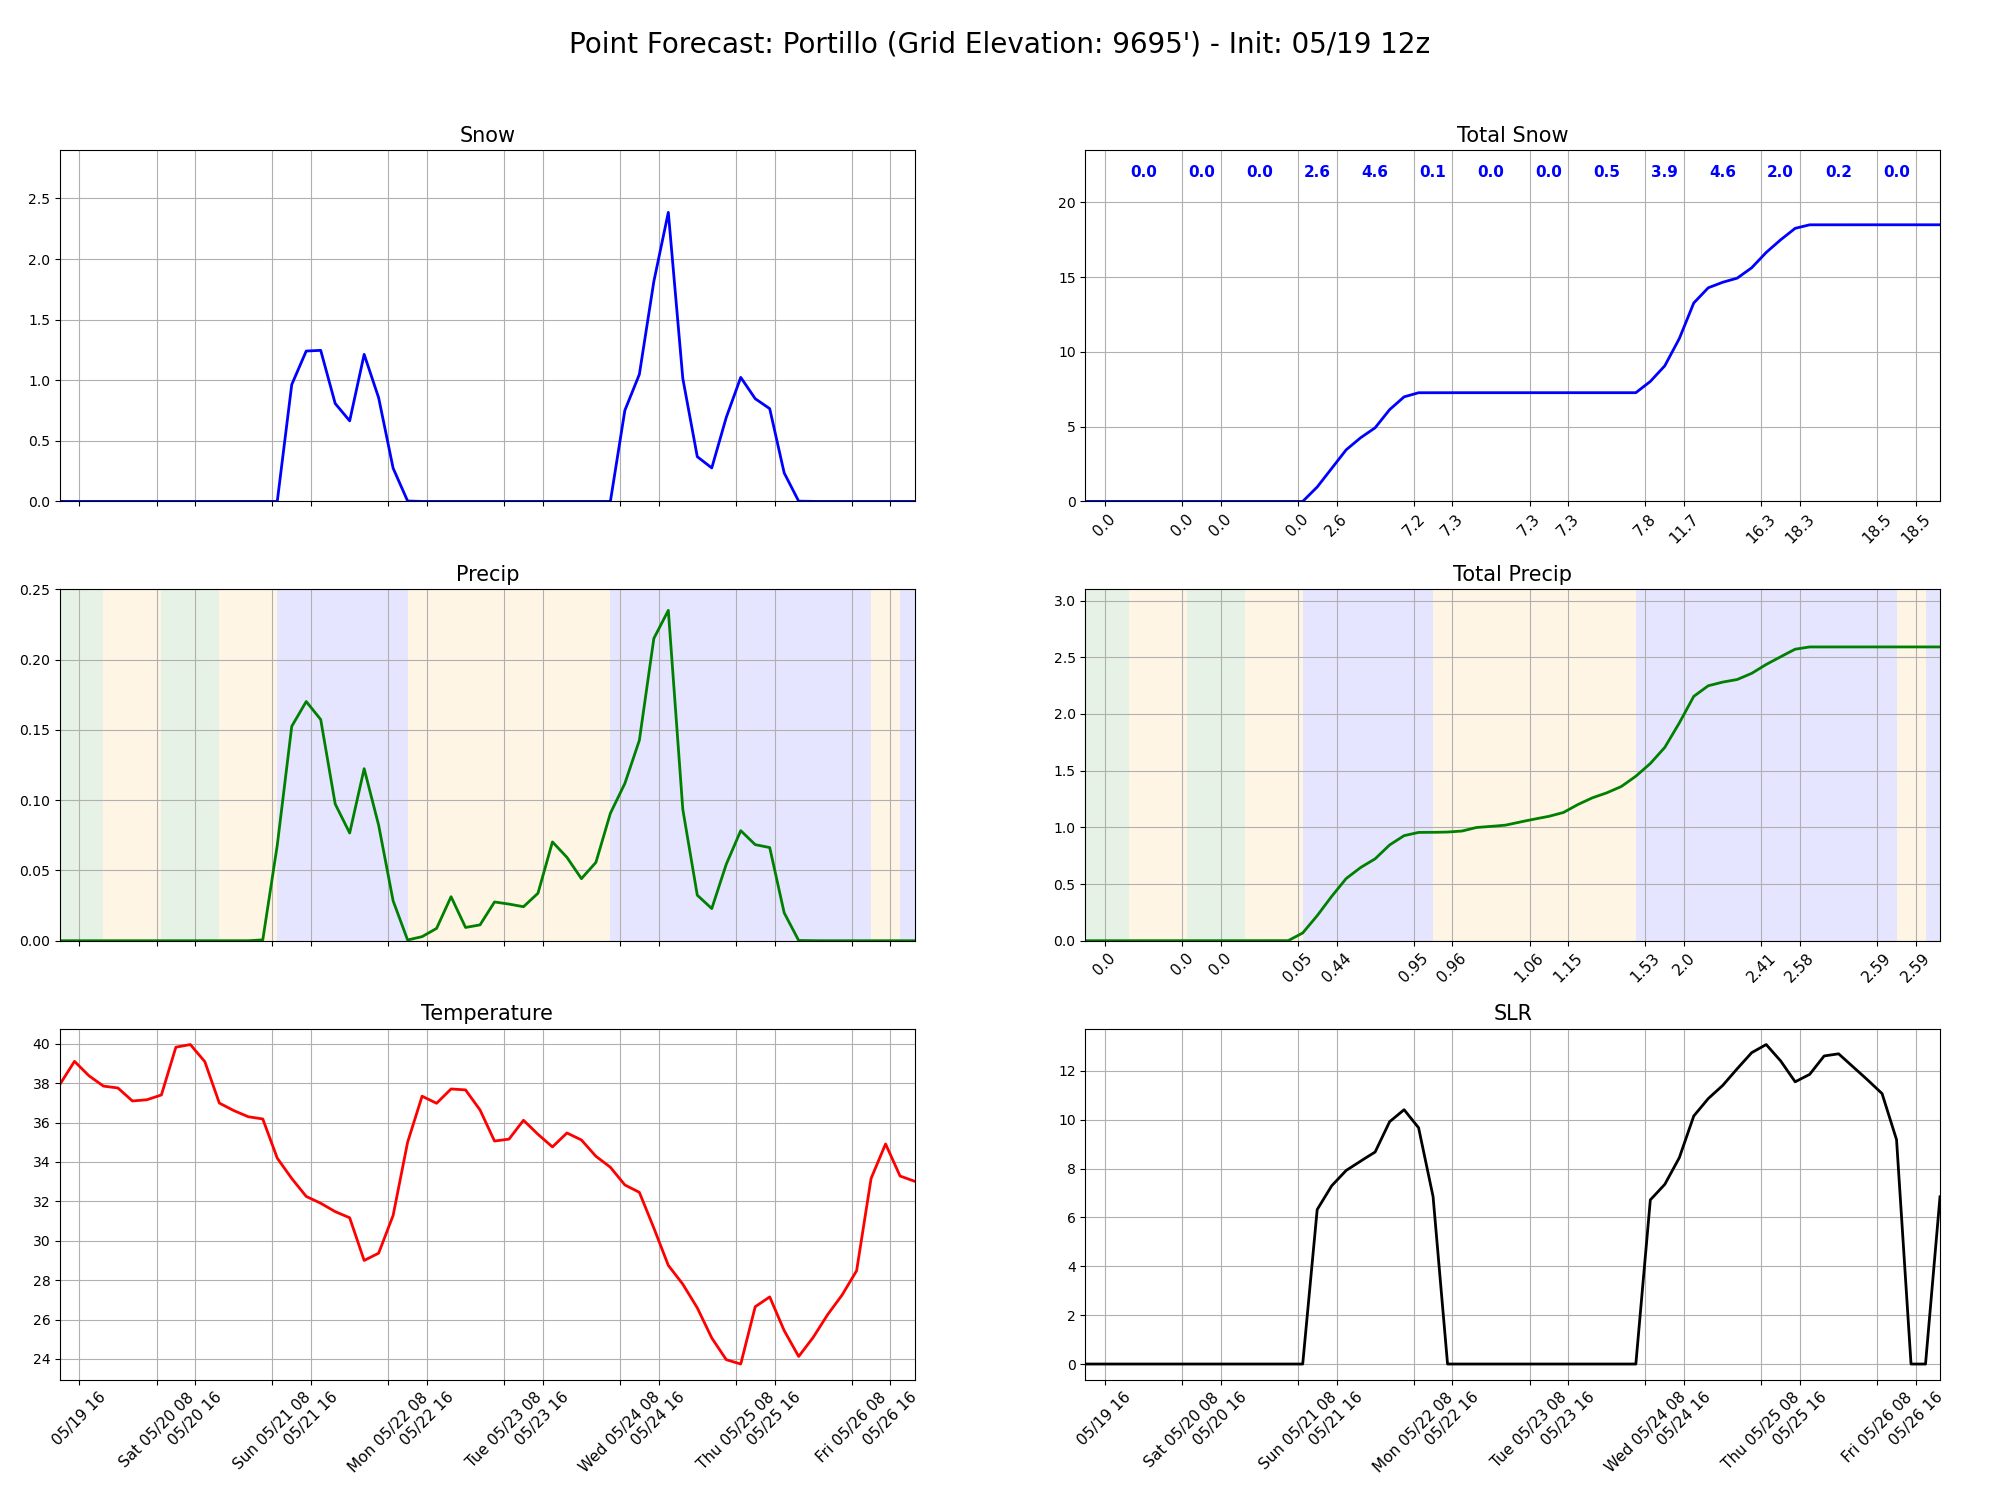 Point Forecast: Portillo (Grid Elevation: 9695') - Init: 05/19 12z
Snow
2.5
2.0
1.5
1.0
0.5
0.0
Total Snow
0.0 0.0 0.0 2.6 4.6 0.1 0.0 0.0 0.5 3.9 4.6 2.0 0.2 0.0
20
15
10
5
0
0.0 0.0 0.0 0.0 2.6 7.2 7.3 7.3 7.3 7.8 11.7 16.3 18.3 18.5 18.5
Precip
0.25
0.20
0.15
0.10
0.05
0.00
Total Precip
3.0
2.5
2.0
1.5
1.0
0.5
0.0
0.0 0.0 0.0 0.05 0.44 0.95 0.96 1.06 1.15 1.53 2.0 2.41 2.58 2.59 2.59
Temperature
40
38
36
34
32
30
28
26
24
05/19 16
Sat 05/20 08
05/20 16
Sun 05/21 08
05/21 16
Mon 05/22 08
05/22 16
Tue 05/23 08
05/23 16
Wed 05/24 08
05/24 16
Thu 05/25 08
05/25 16
Fri 05/26 08
05/26 16
SLR
12
10
8
6
4
2
0
05/19 16
Sat 05/20 08
05/20 16
Sun 05/21 08
05/21 16
Mon 05/22 08
05/22 16
Tue 05/23 08
05/23 16
Wed 05/24 08
05/24 16
Thu 05/25 08
05/25 16
Fri 05/26 08
05/26 16